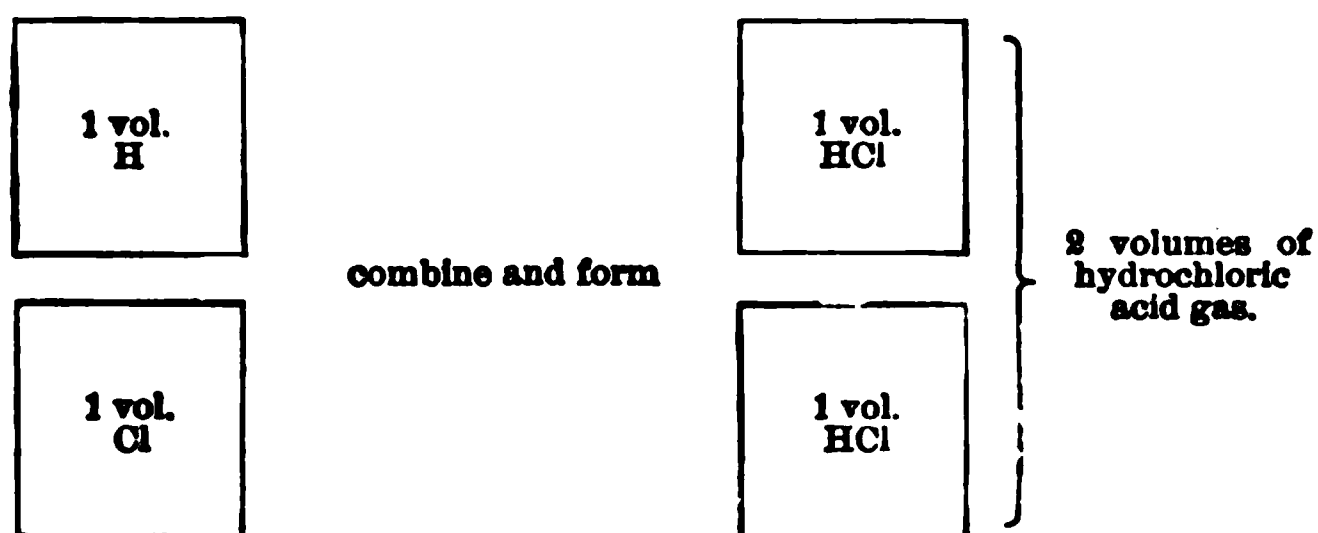 1 vol.
H
1 vol.
Cl
combine and form
1 vol.
HCl
1 vol.
HCl
2 volumes of
hydrochloric
acid gas.